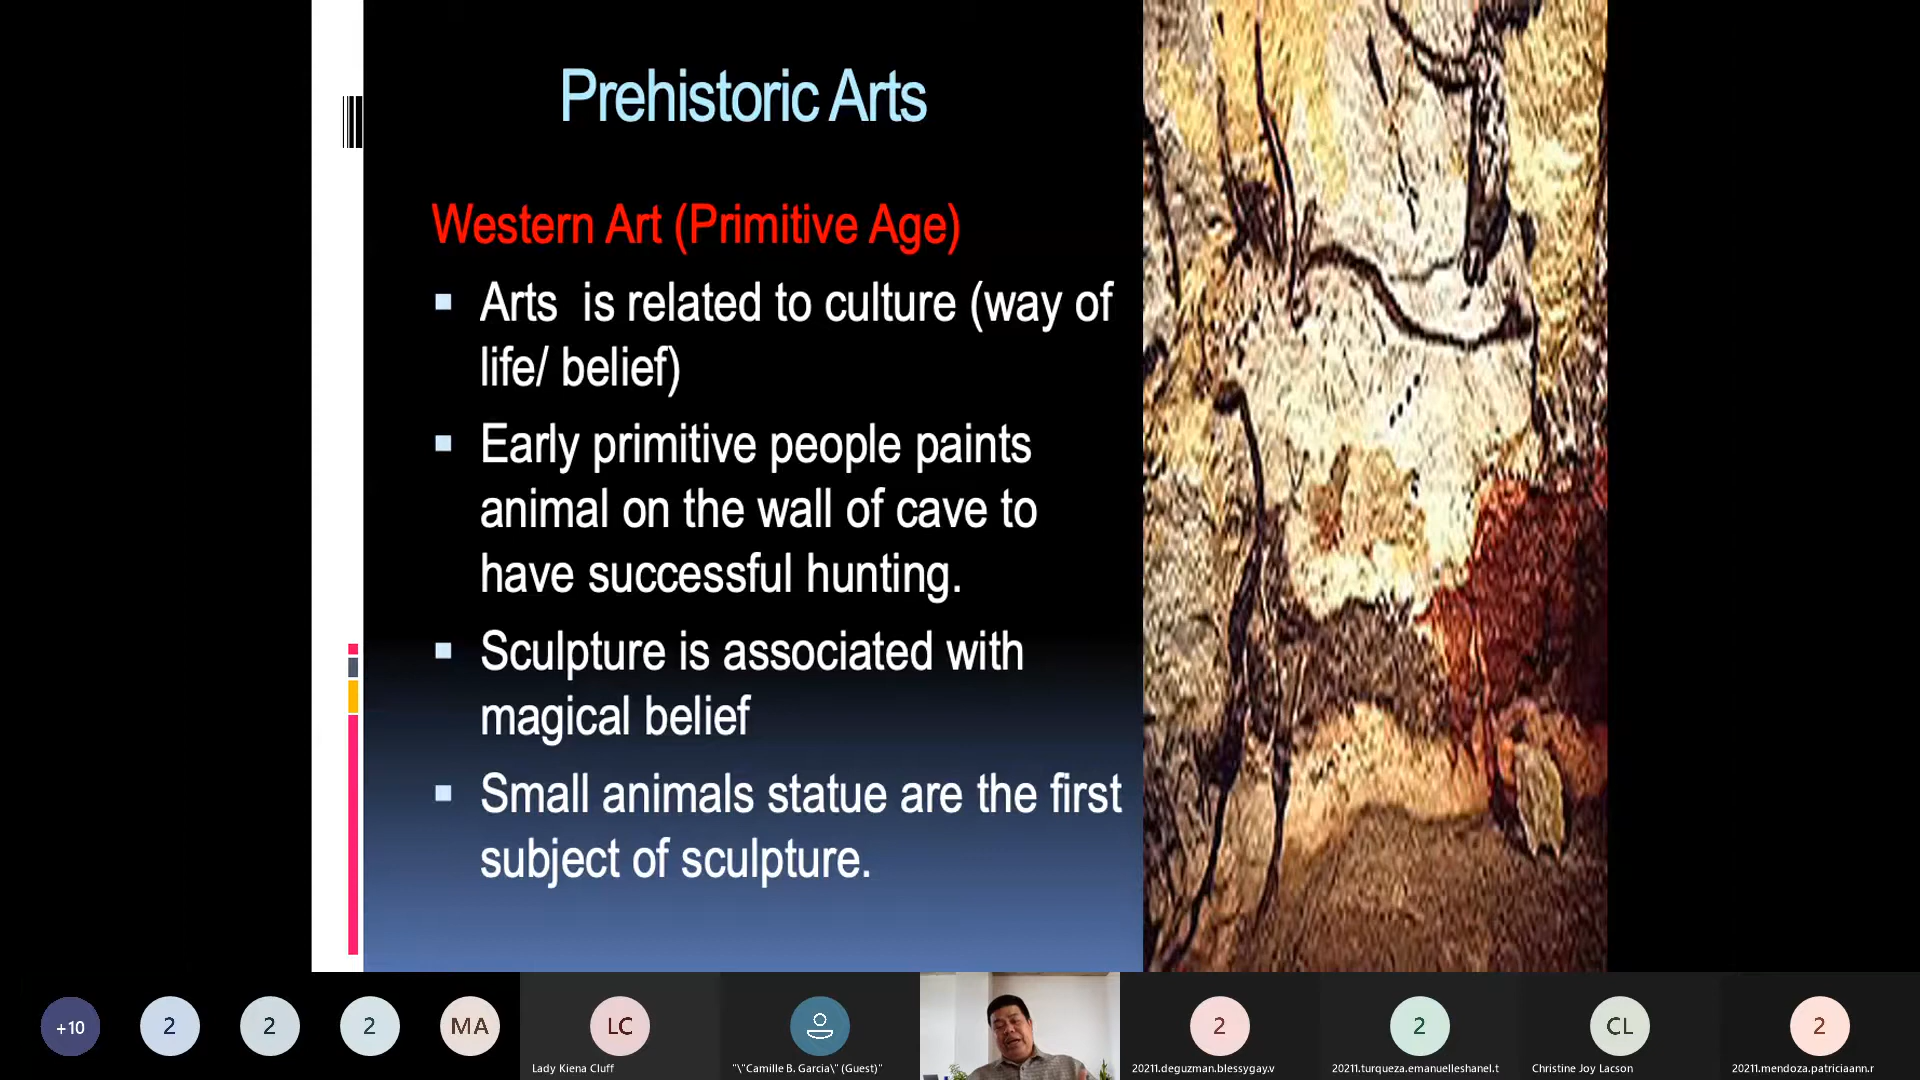 Prehistoric Arts
Western Art (Primitive Age)
Arts  is related to culture (way of
life/ belief)
Early primitive people paints
animal on the wall of cave to
have successful hunting.
Sculpture is associated with
magical belief
Small animals statue are the first
subject of sculpture.
+10
2
2
2
MA
LC
Lady Kiena Cluff
"\"Camille B. Garcia\" (Guest)"
2
20211.deguzman.blessygay.v
2
20211.turqueza.emanuelleshanel.t
CL
Christine Joy Lacson
2
20211.mendoza.patriciaann.r